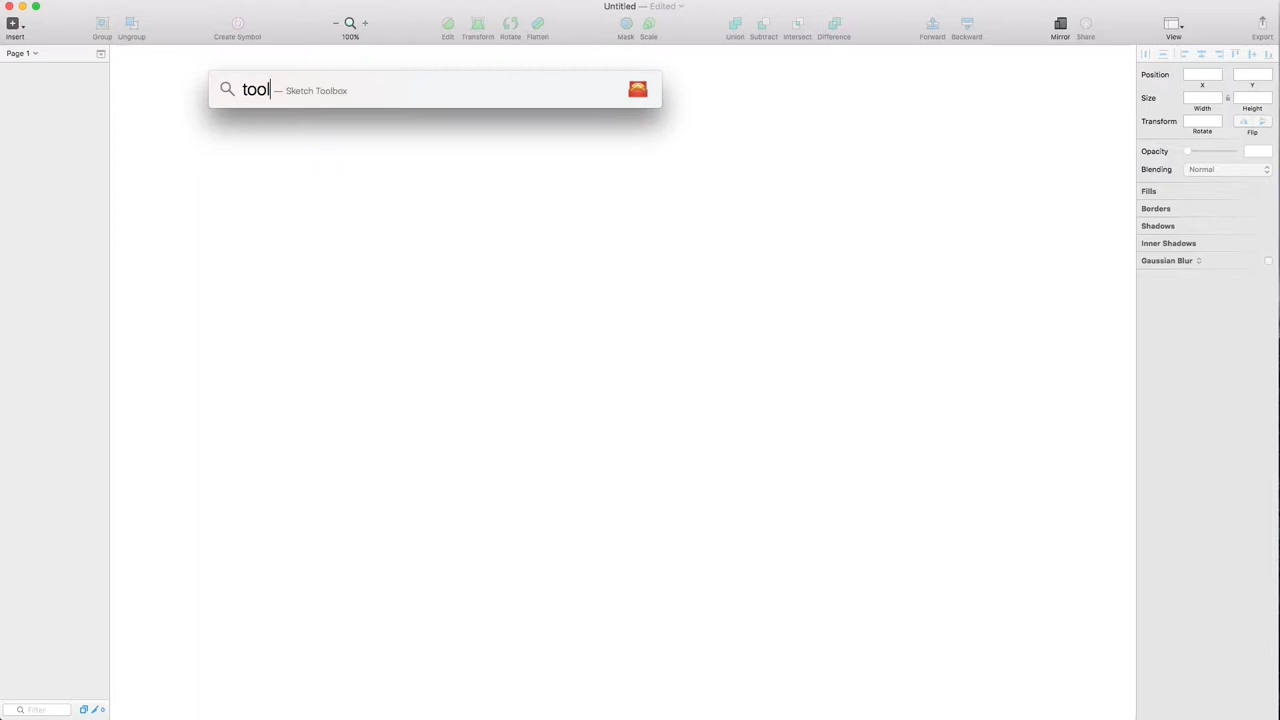 Untitled — Edited
Insert
Group
Ungroup
Create Symbol
100%
Edit
Transform
Rotate
Flatten
Mask
Scale
Union
Subtract
Intersect
Difference
Forward
Backward
Mirror
Share
View
Export
Page 1
tool — Sketch Toolbox
Position
X
Y
Size
Width
Height
Transform
Rotate
Flip
Opacity
Blending
Normal
Fills
Borders
Shadows
Inner Shadows
Gaussian Blur
Filter
0